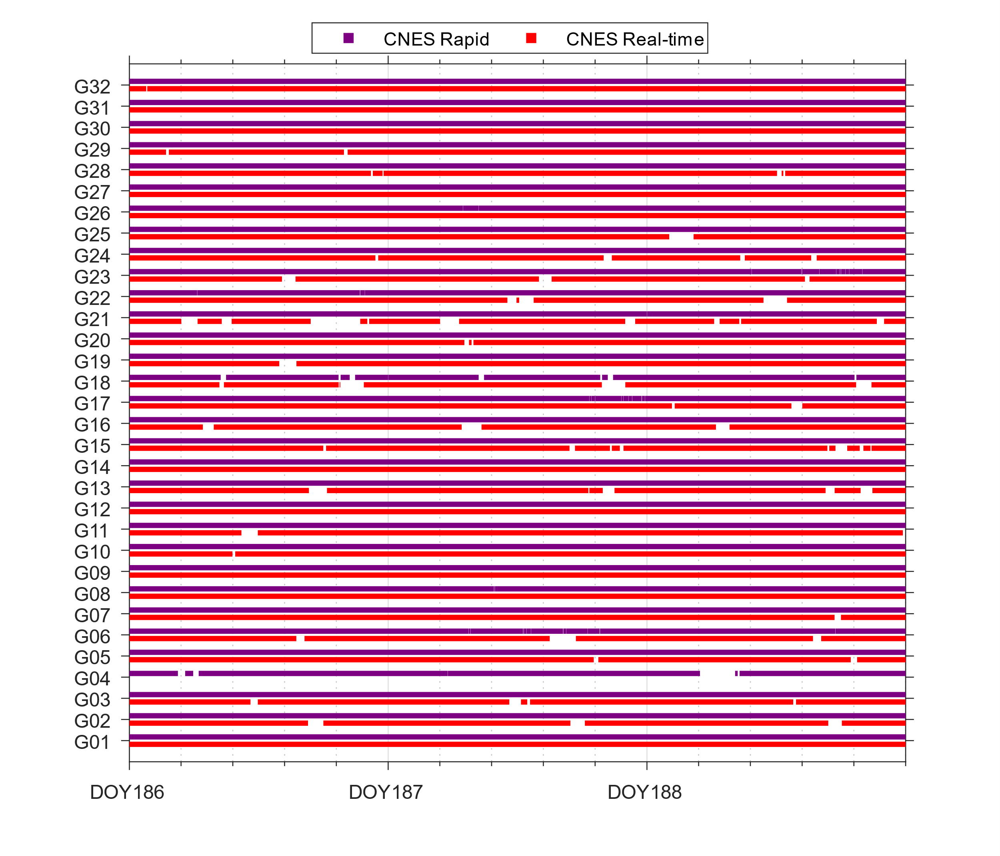 CNES Rapid CNES Real-time
G32
G31
G30
G29
G28
G27
G26
G25
G24
G23
G22
G21
G20
G19
G18
G17
G16
G15
G14
G13
G12
G11
G10
G09
G08
G07
G06
G05
G04
G03
G02
G01
DOY186 DOY187 DOY188